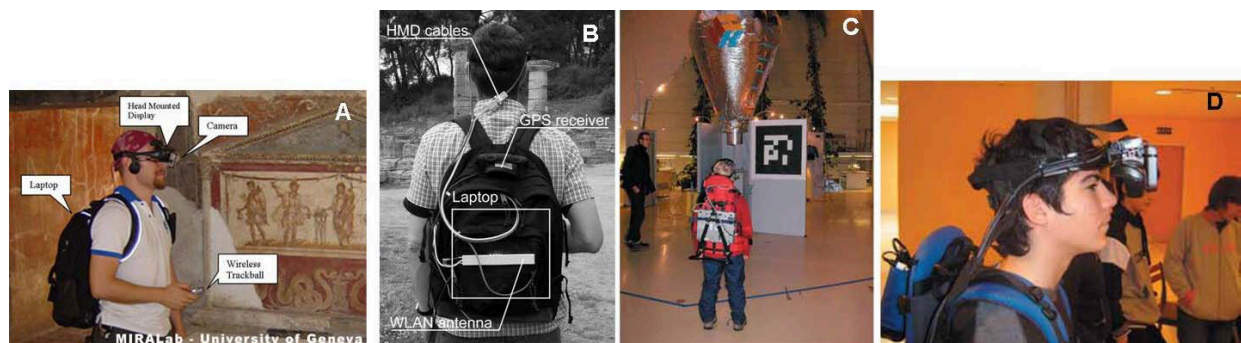 A
Head Mounted
Display
Camera
Laptop
Wireless
Trackball
MIRALab - University of Geneva
B
HMD cables
GPS receiver
Laptop
WLAN antenna
C
D